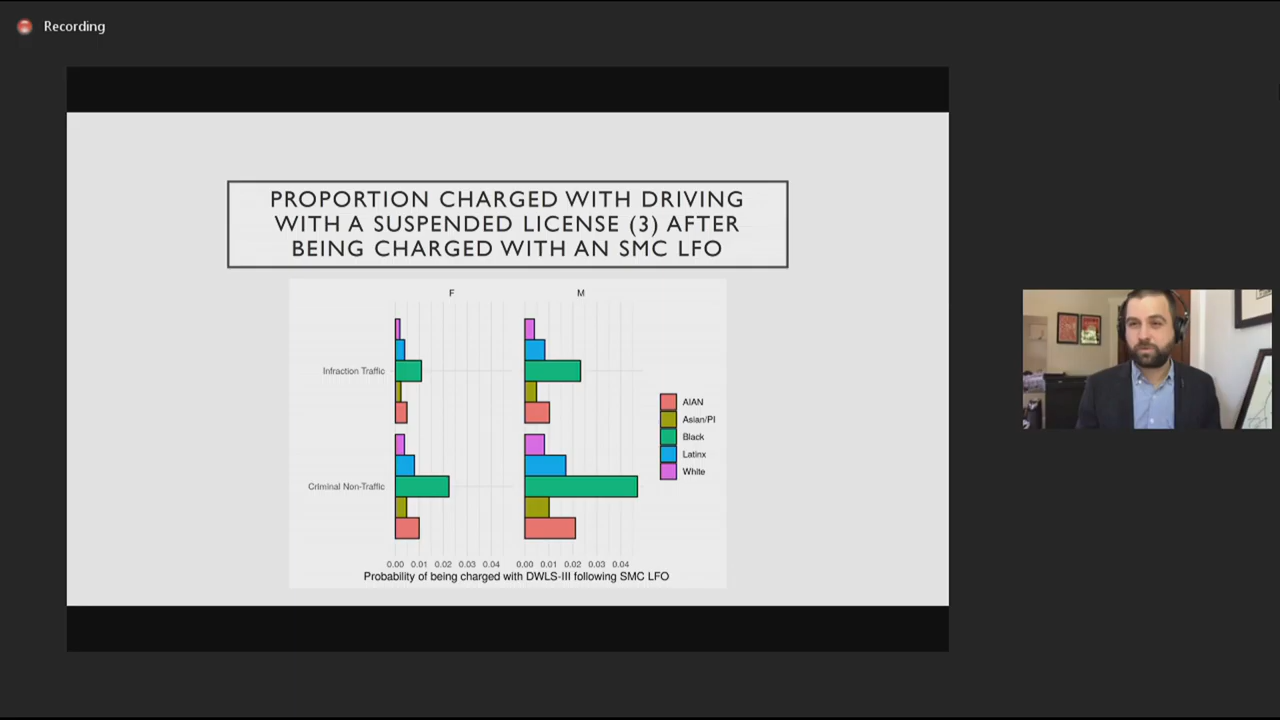 Recording
PROPORTION CHARGED WITH DRIVING
WITH A SUSPENDED LICENSE (3) AFTER
BEING CHARGED WITH AN SMC LFO
F
M
Infraction Traffic
Criminal Non-Traffic
AIAN
Asian/PI
Black
Latinx
White
0.00 0.01 0.02 0.03 0.04
0.00 0.01 0.02 0.03 0.04
Probability of being charged with DWLS-III following SMC LFO